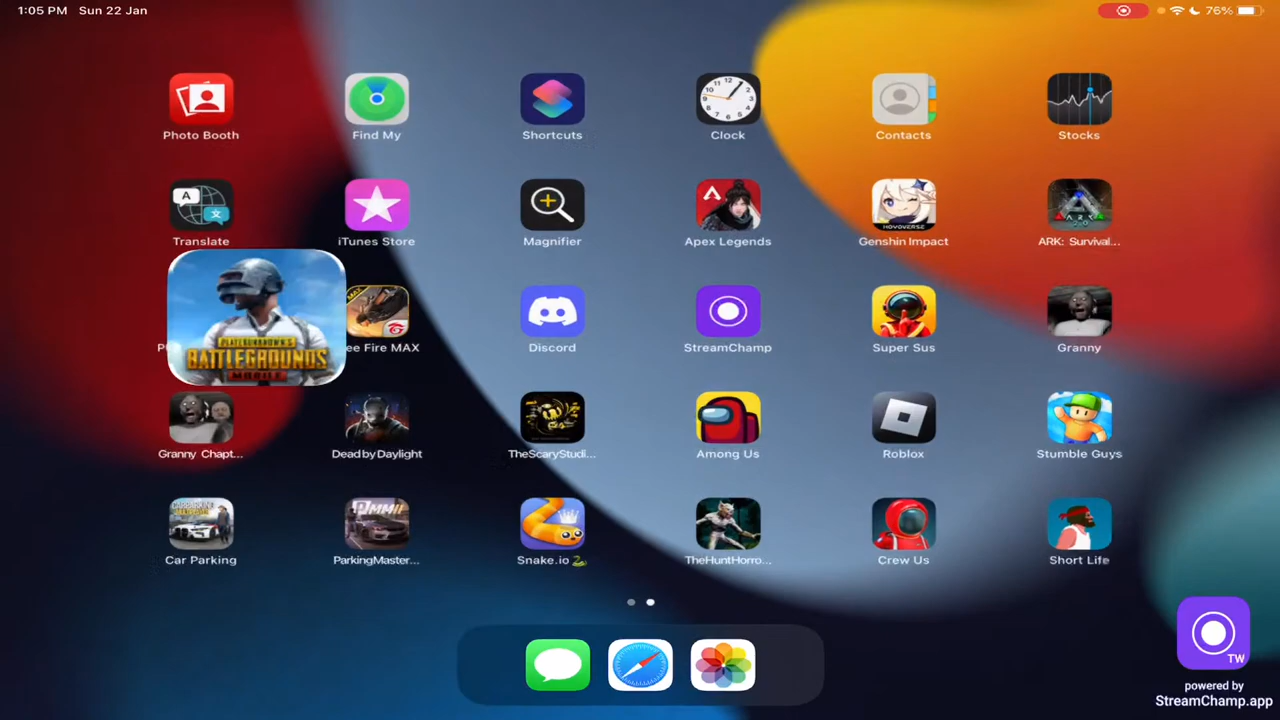 1:05 PM Sun 22 Jan
76%
Photo Booth
Find My
Shortcuts
Clock
Contacts
Stocks
Translate
iTunes Store
Magnifier
Apex Legends
Genshin Impact
ARK: Survival...
PLAYERUNKNOWN'S
BATTLEGROUNDS
MOBILE
MAX
ee Fire MAX
Discord
StreamChamp
Super Sus
Granny
Granny Chapt...
DeadbyDaylight
TheScaryStudi...
Among Us
Roblox
Stumble Guys
Car Parking
ParkingMaster...
Snake.io
TheHuntHorro...
Crew Us
Short Life
TW
powered by
StreamChamp.app